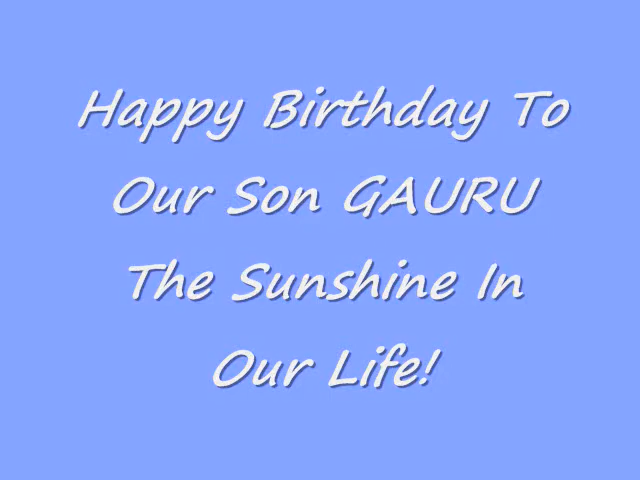 Happy Birthday To
Our Son GAURU
The Sunshine In
Our Life!